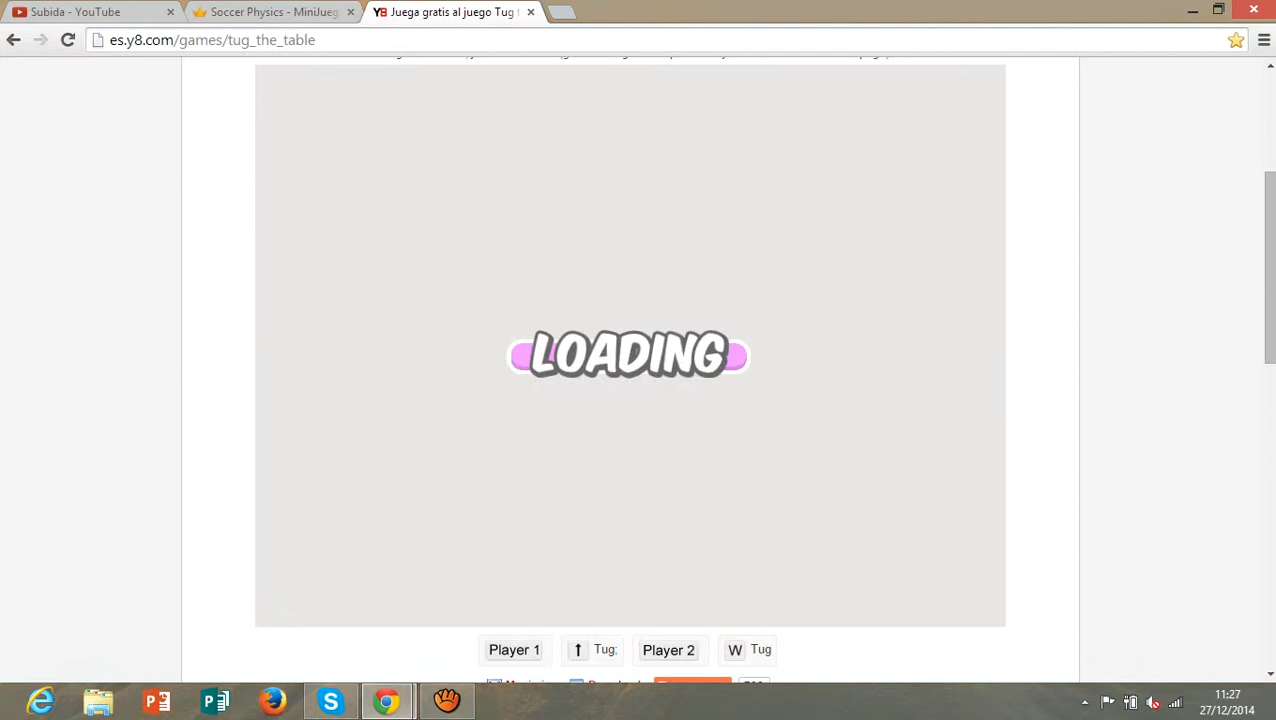 Subida - YouTube
Soccer Physics - MiniJueg
Y8 Juega gratis al juego Tug t
es.y8.com/games/tug_the_table
LOADING
Player 1
Tug;
Player 2
W Tug
11:27
27/12/2014